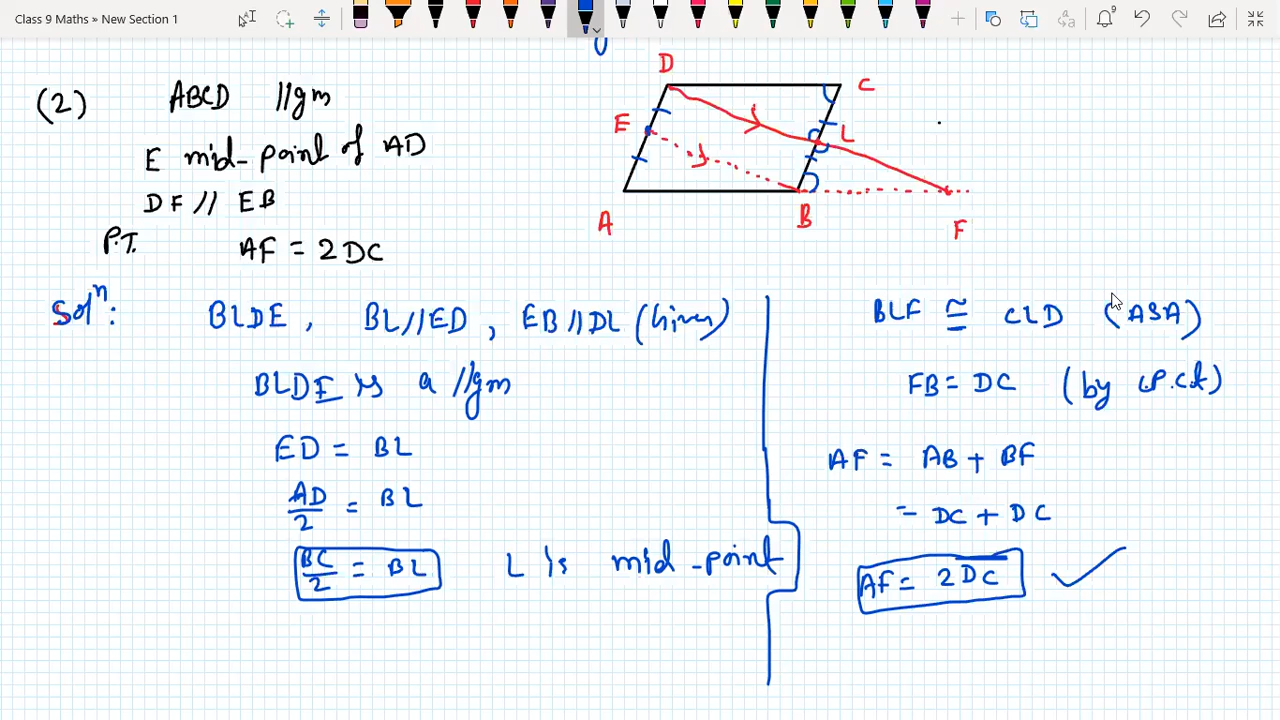 Class 9 Maths » New Section 1
(2) ABCD //gm
E mid-point of AD
DF // EB
P.T. AF = 2DC
D
C
E
L
A
B
F
Solⁿ:
BLDE, BL//ED, EB//DL (Given)
BLDE is a //gm
ED = BL
AD/2 = BL
BC/2 = BL L is mid-point
BLF ≅ CLD (ASA)
FB = DC (by c.P.c.t)
AF = AB + BF
= DC + DC
AF = 2DC